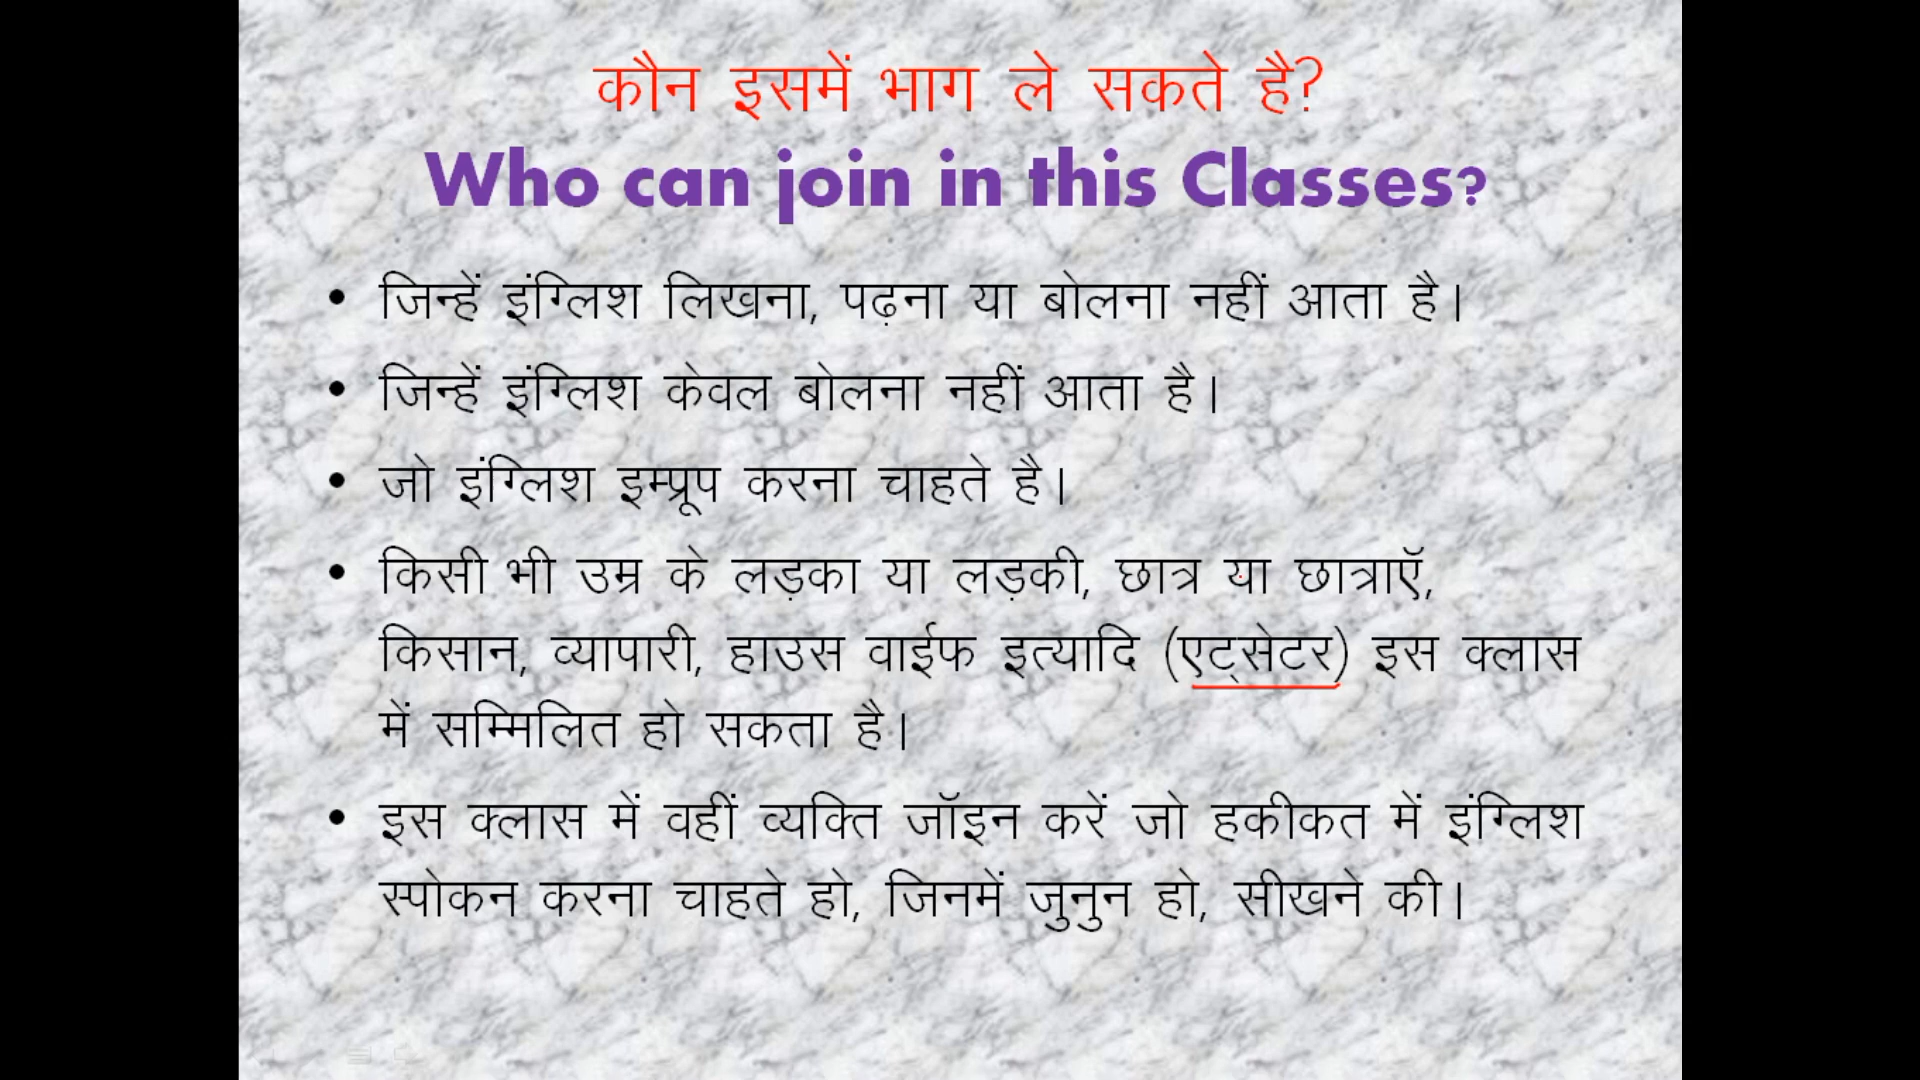 कौन इसमें भाग ले सकते है?
Who can join in this Classes?
• जिन्हें इंग्लिश लिखना, पढ़ना या बोलना नहीं आता है।
• जिन्हें इंग्लिश केवल बोलना नहीं आता है।
• जो इंग्लिश इम्प्रूप करना चाहते है।
• किसी भी उम्र के लड़का या लड़की, छात्र या छात्राऍ,
किसान, व्यापारी, हाउस वाईफ इत्यादि (एट्सेटर) इस क्लास
में सम्मिलित हो सकता है।
• इस क्लास में वहीं व्यक्ति जॉइन करें जो हकीकत में इंग्लिश
स्पोकन करना चाहते हो, जिनमें जुनुन हो, सीखने की।